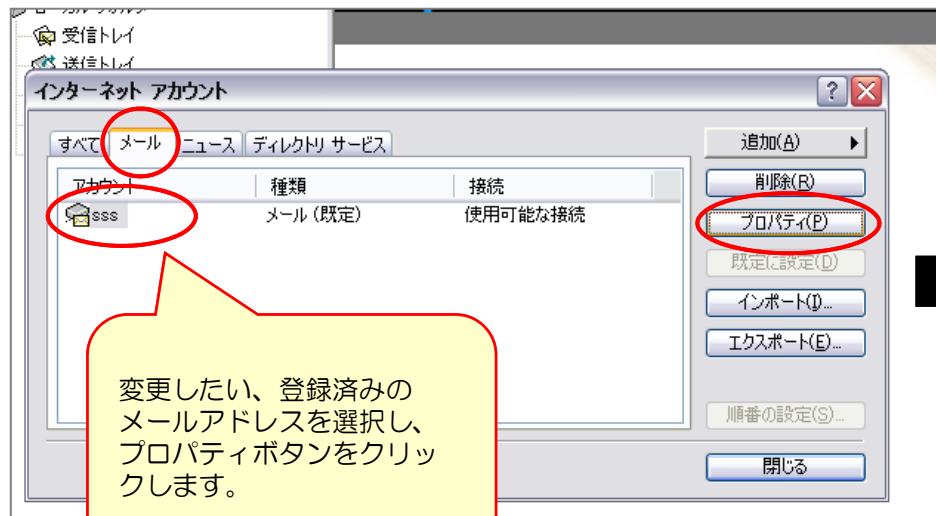 受信トレイ
送信トレイ
インターネット アカウント
すべて メール ニュース ディレクトリ サービス
追加(A)
アカウント 種類 接続
削除(R)
sss メール (既定) 使用可能な接続
プロパティ(P)
既定に設定(D)
インポート(I)...
エクスポート(E)...
変更したい、登録済みの
メールアドレスを選択し、
プロパティボタンをクリッ
クします。
順番の設定(S)...
閉じる